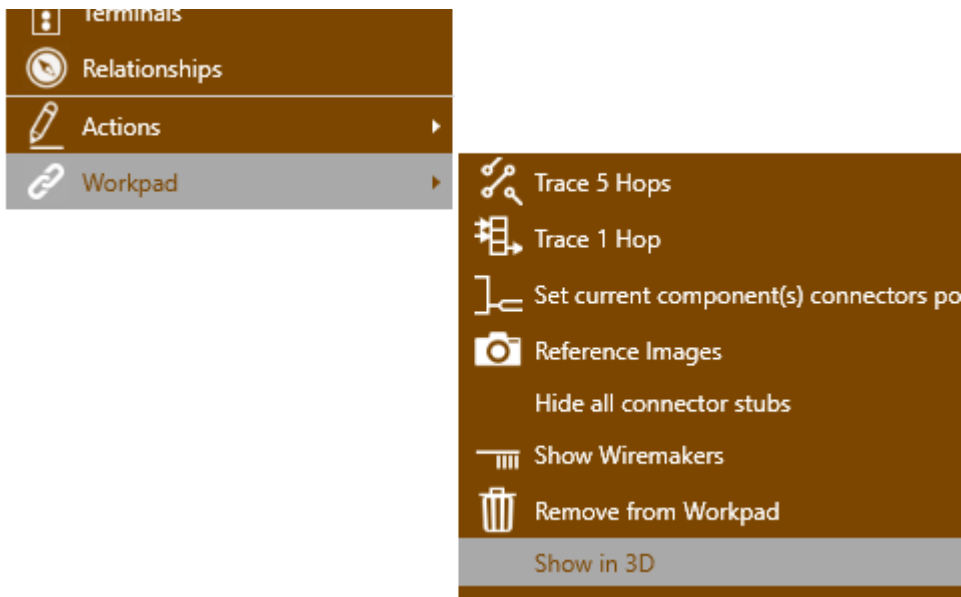 Terminals
Relationships
Actions
Workpad
Trace 5 Hops
Trace 1 Hop
Set current component(s) connectors po
Reference Images
Hide all connector stubs
Show Wiremakers
Remove from Workpad
Show in 3D